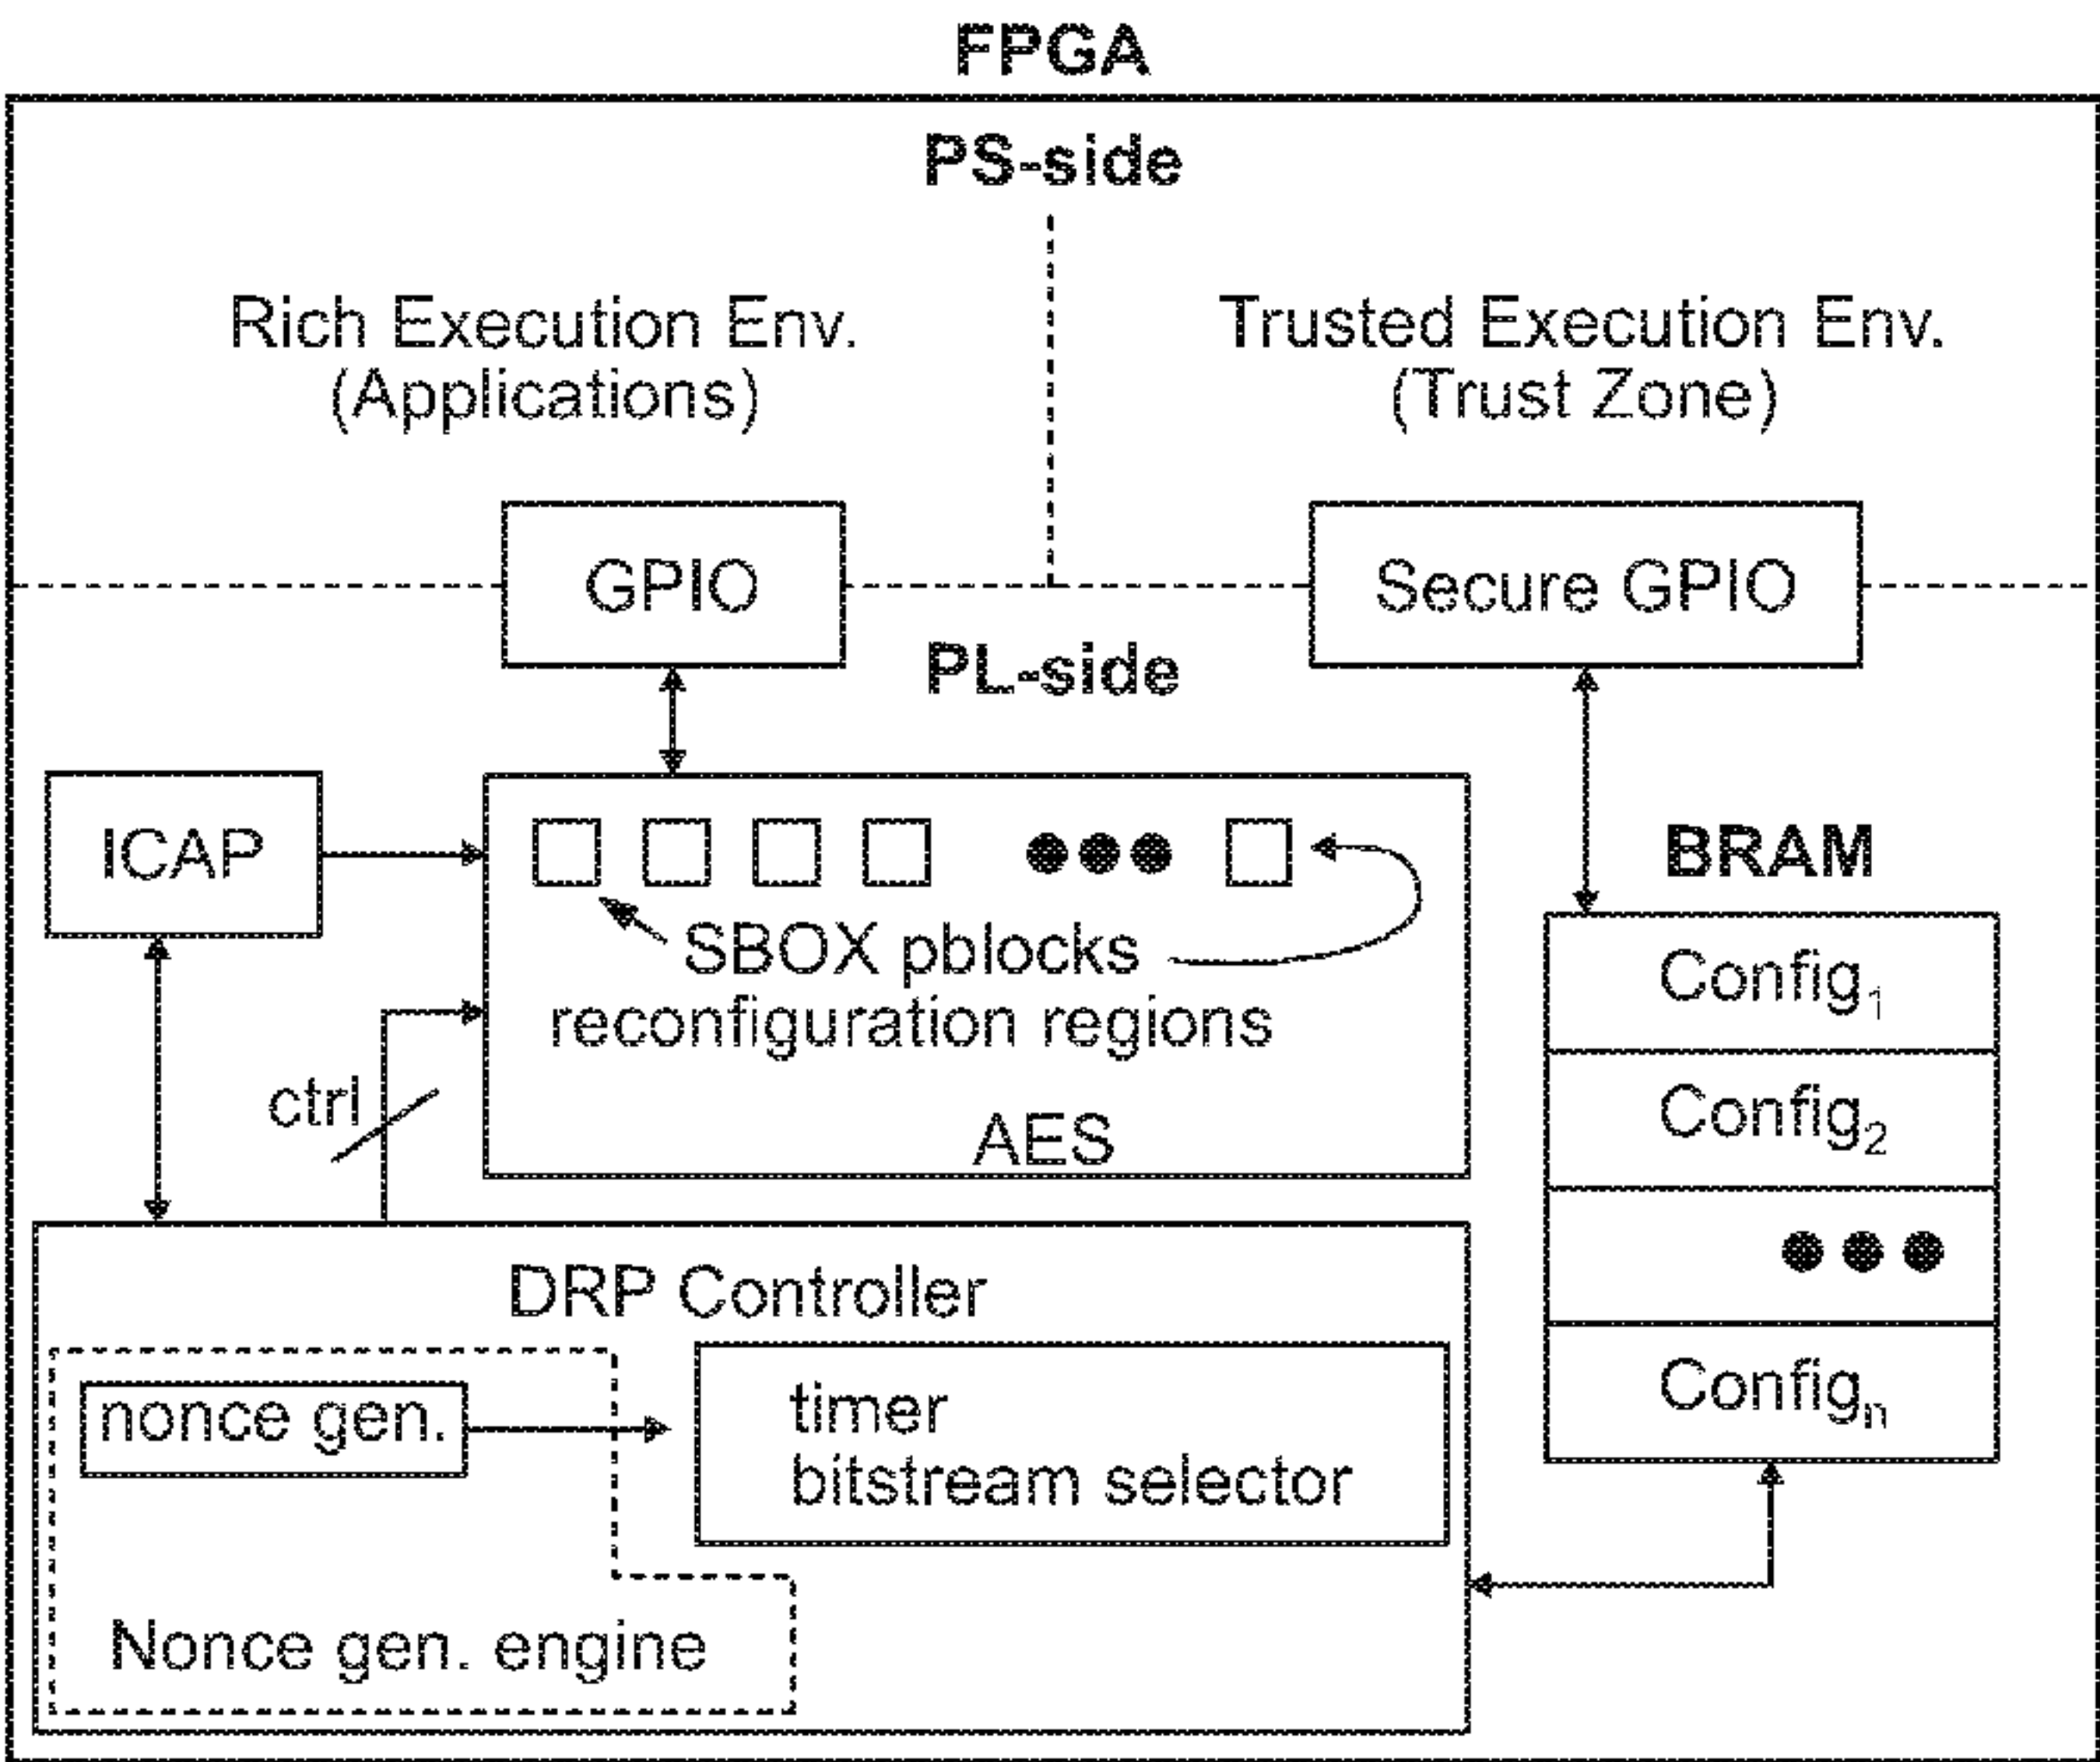 FPGA
PS-side
Rich Execution Env.
(Applications)
Trusted Execution Env.
(Trust Zone)
GPIO
Secure GPIO
PL-side
ICAP
SBOX pblocks
reconfiguration regions
AES
ctrl
BRAM
Config₁
Config₂
Configₙ
DRP Controller
nonce gen.
timer
bitstream selector
Nonce gen. engine